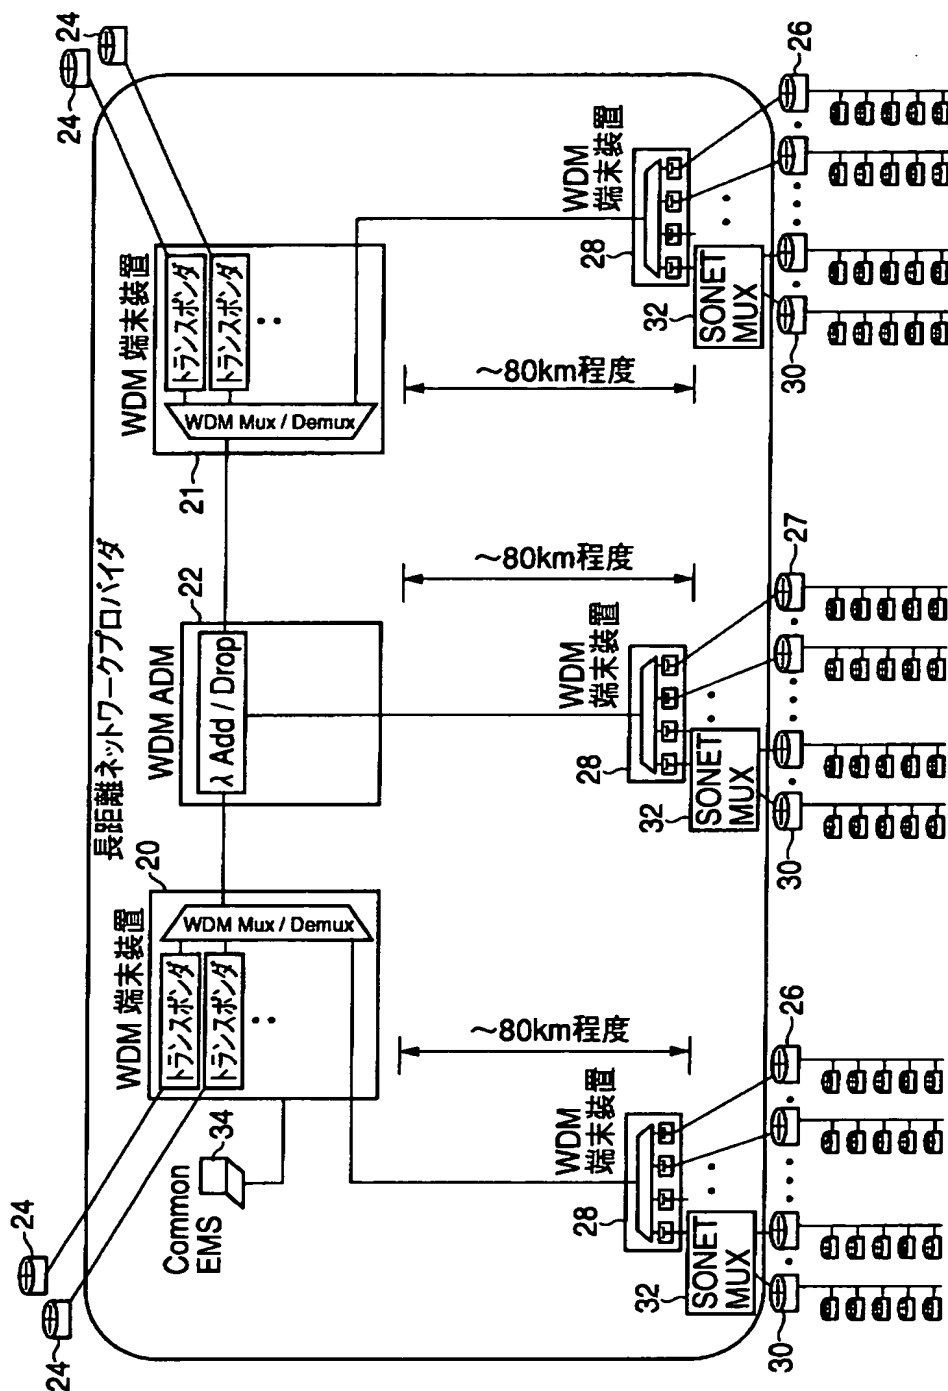 長距離ネットワークプロバイダ
24
24
24
24
WDM 端末装置
20
トランスポンダ
トランスポンダ
WDM Mux / Demux
Common
EMS
34
WDM ADM
22
λ Add / Drop
WDM 端末装置
21
トランスポンダ
トランスポンダ
WDM Mux / Demux
~80km程度
~80km程度
~80km程度
WDM
端末装置
28
32
SONET
MUX
30
26
WDM
端末装置
28
32
SONET
MUX
30
27
WDM
端末装置
28
32
SONET
MUX
30
26